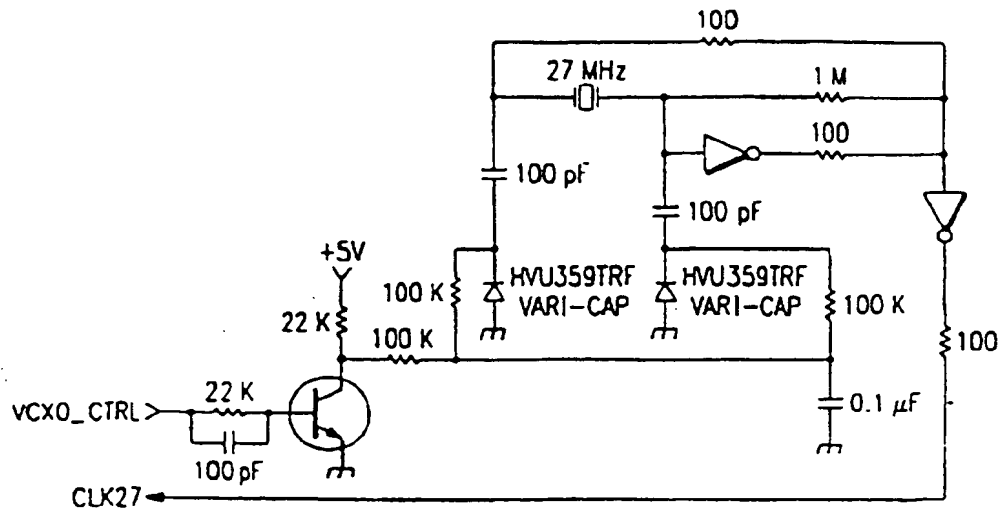 100
27 MHz
1 M
100
100 pF
100 pF
+5V
HVU359TRF
VARI-CAP
HVU359TRF
VARI-CAP
100 K
100 K
22 K
100 K
100
22 K
VCXO_CTRL
0.1 µF
100 pF
CLK27